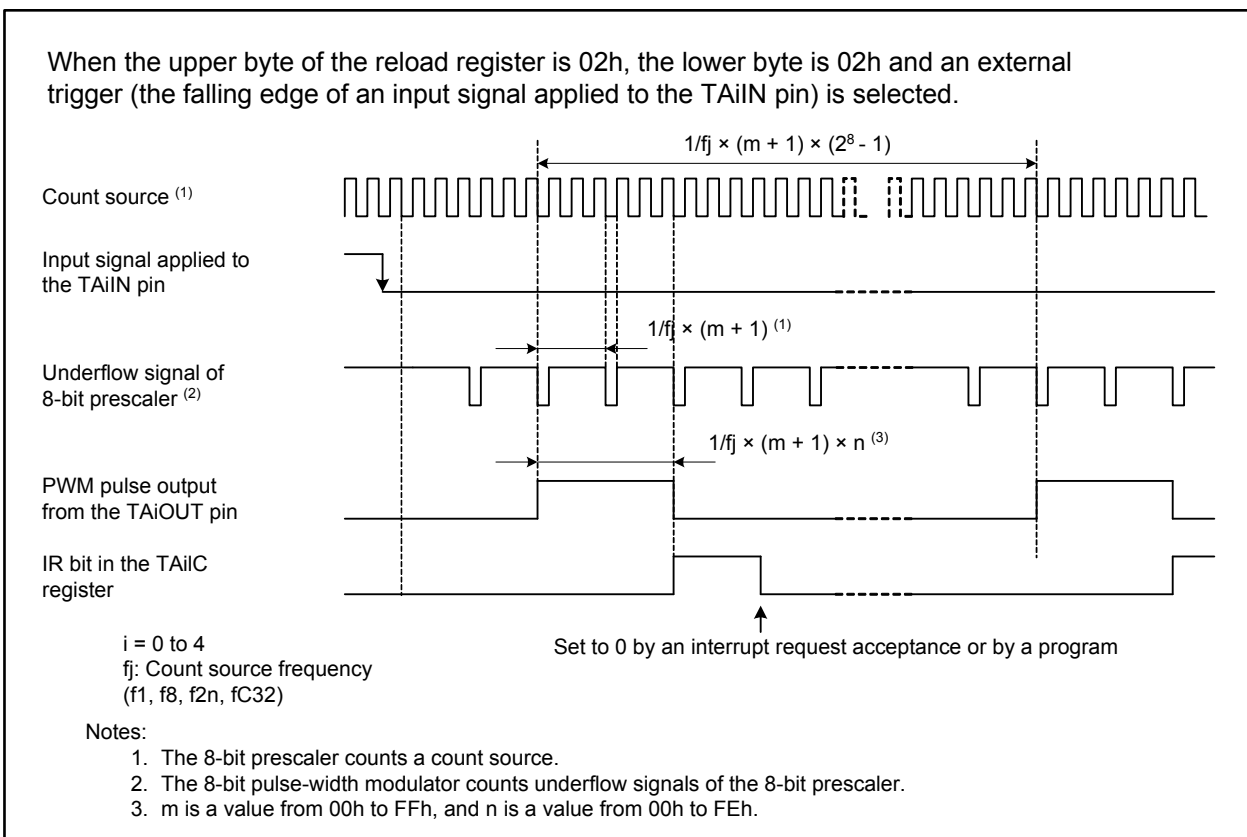 When the upper byte of the reload register is 02h, the lower byte is 02h and an external
trigger (the falling edge of an input signal applied to the TAiIN pin) is selected.
1/fj × (m + 1) × (2⁸ - 1)
Count source (1)
Input signal applied to
the TAiIN pin
1/fj × (m + 1) (1)
Underflow signal of
8-bit prescaler (2)
1/fj × (m + 1) × n (3)
PWM pulse output
from the TAiOUT pin
IR bit in the TAiIC
register
Set to 0 by an interrupt request acceptance or by a program
i = 0 to 4
fj: Count source frequency
(f1, f8, f2n, fC32)
Notes:
1. The 8-bit prescaler counts a count source.
2. The 8-bit pulse-width modulator counts underflow signals of the 8-bit prescaler.
3. m is a value from 00h to FFh, and n is a value from 00h to FEh.